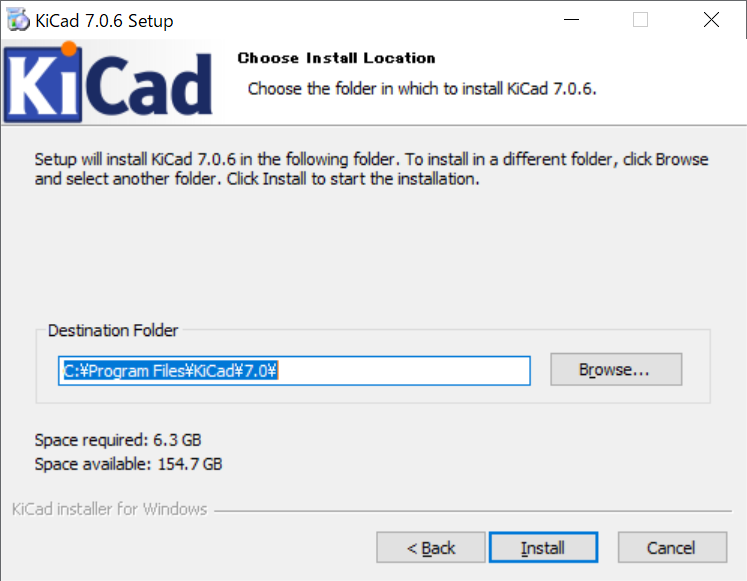 KiCad 7.0.6 Setup
KiCad
Choose Install Location
Choose the folder in which to install KiCad 7.0.6.
Setup will install KiCad 7.0.6 in the following folder. To install in a different folder, click Browse
and select another folder. Click Install to start the installation.
Destination Folder
C:¥Program Files¥KiCad¥7.0¥
Browse...
Space required: 6.3 GB
Space available: 154.7 GB
KiCad installer for Windows
< Back
Install
Cancel